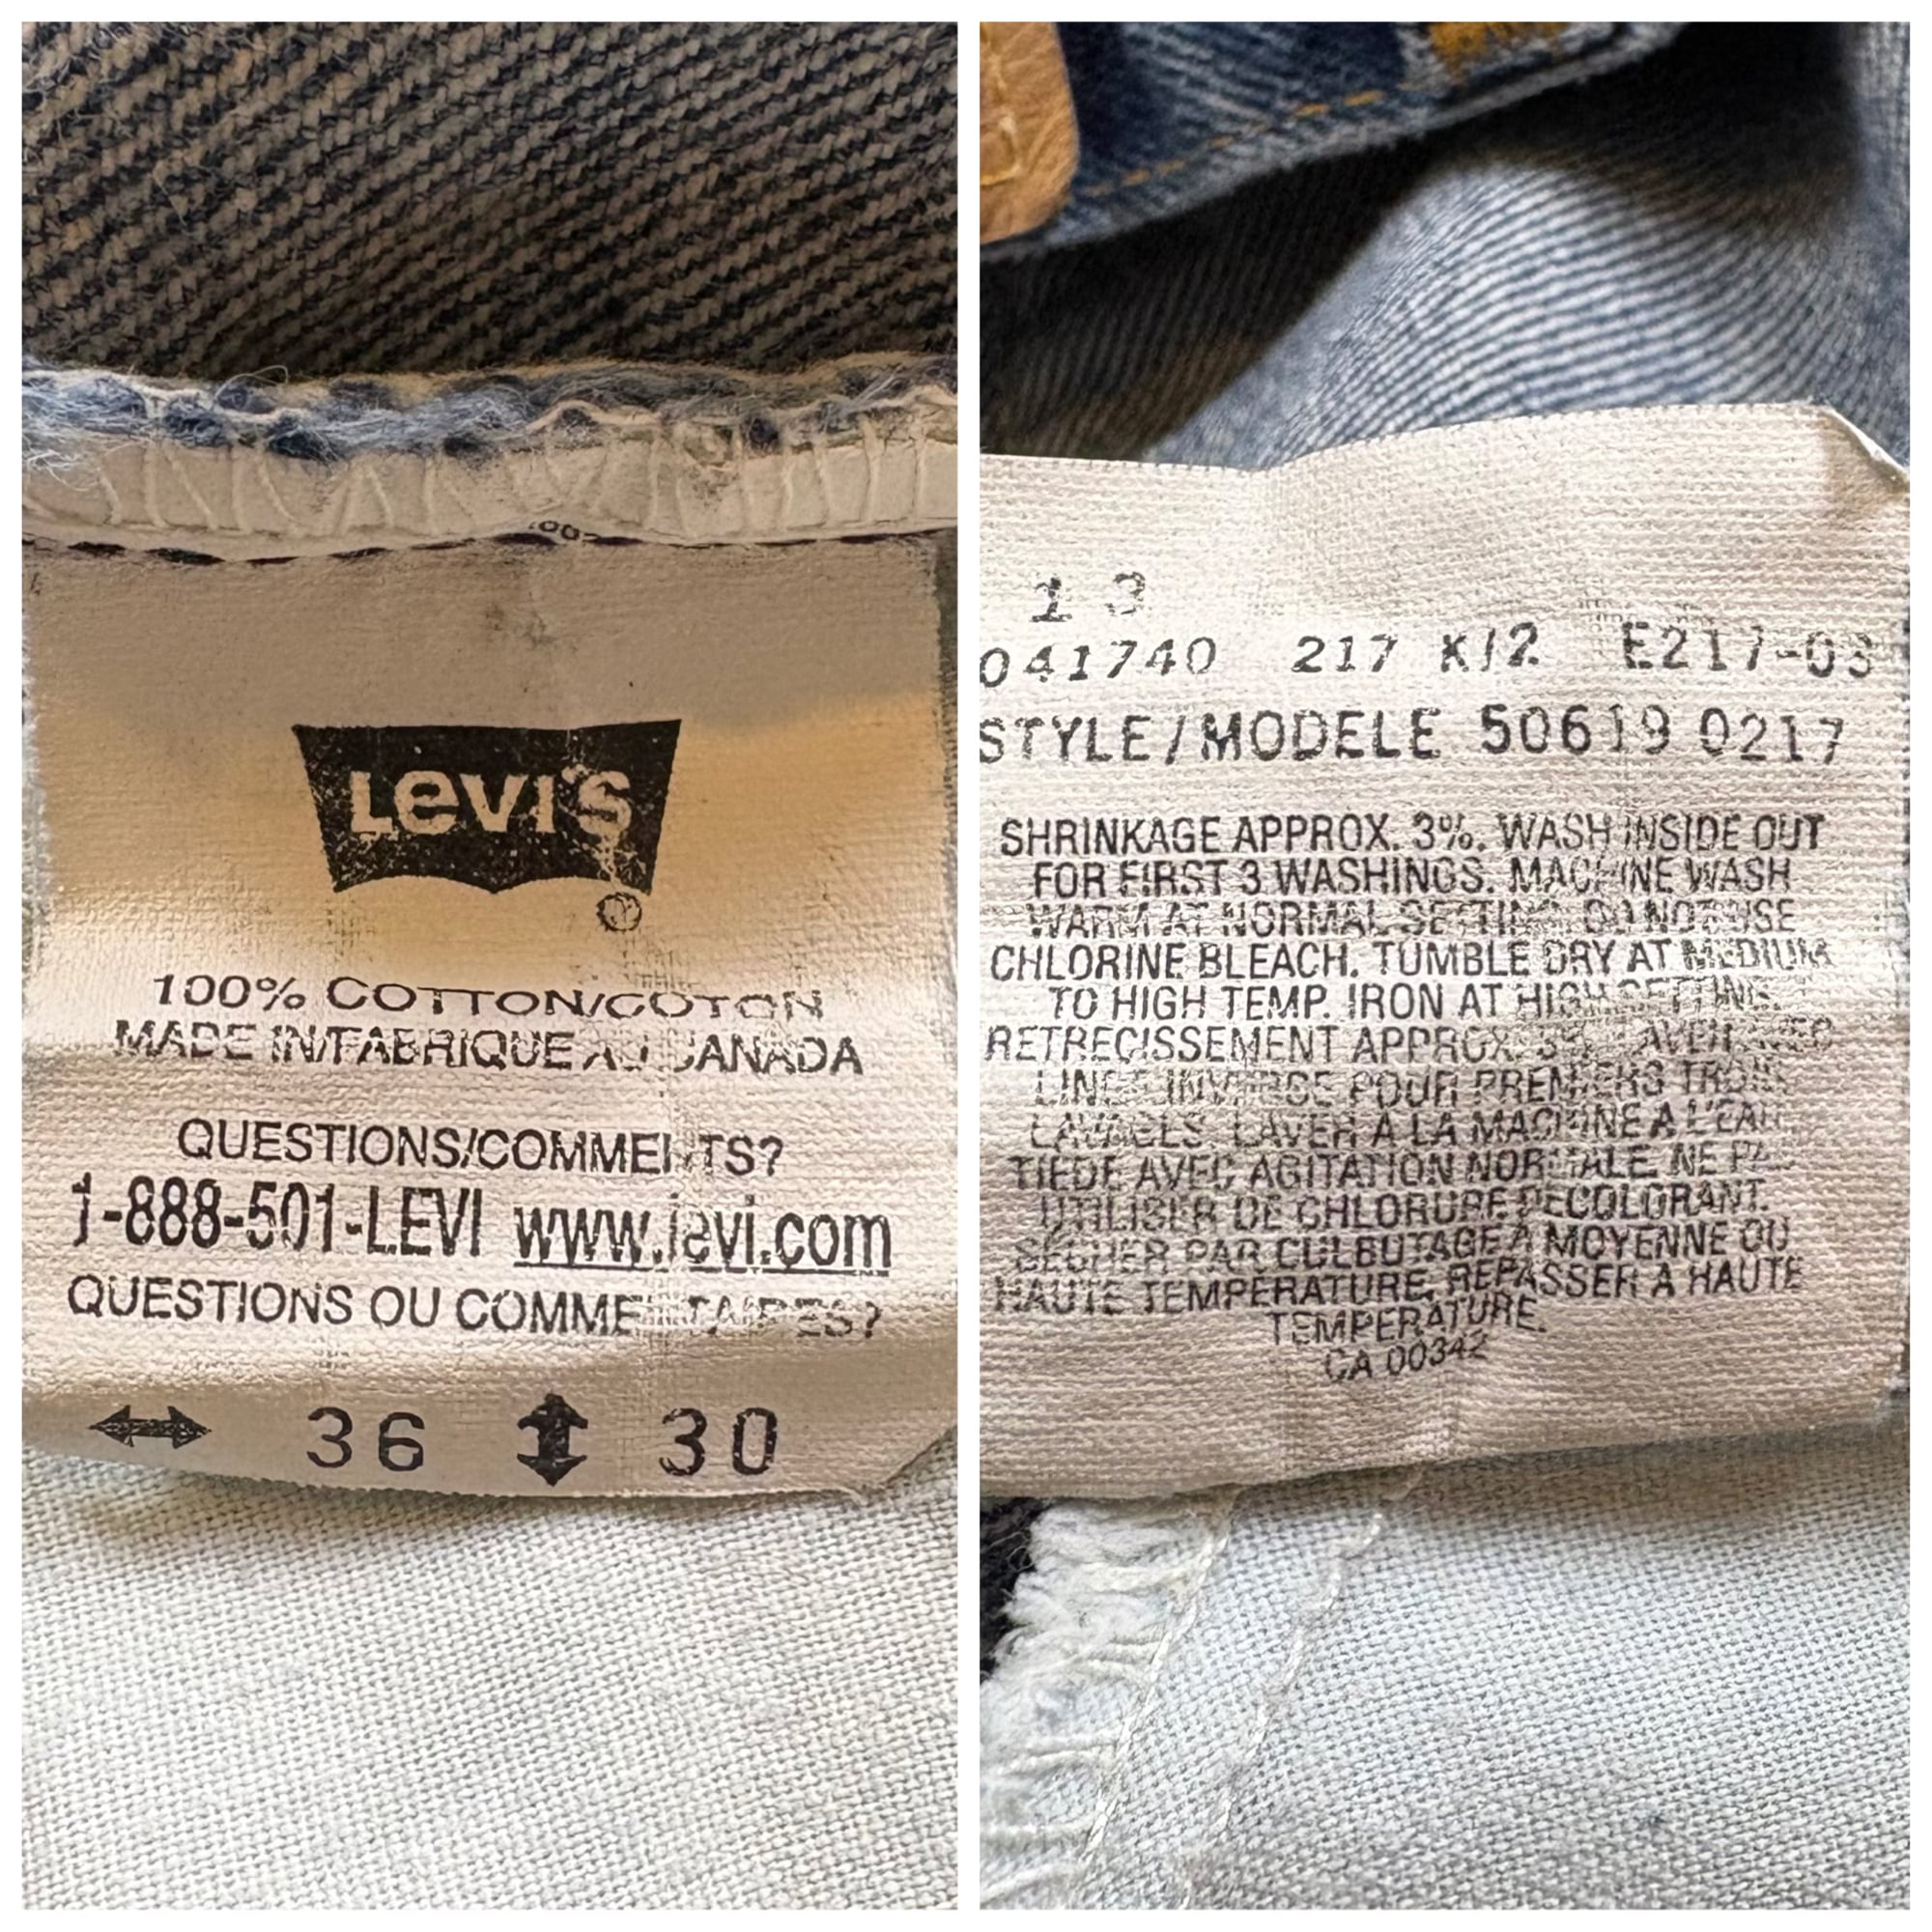 LEVI'S
®
100% COTTON/COTON
MADE IN/FABRIQUE AU CANADA
QUESTIONS/COMMENTS?
1-888-501-LEVI www.levi.com
QUESTIONS OU COMMENTAIRES?
36 30
13
041740 217 K/2 E217-03
STYLE/MODELE 50619 0217
SHRINKAGE APPROX. 3%. WASH INSIDE OUT
FOR FIRST 3 WASHINGS. MACHINE WASH
WARM AT NORMAL SETTING. DO NOT USE
CHLORINE BLEACH. TUMBLE DRY AT MEDIUM
TO HIGH TEMP. IRON AT HIGH SETTING.
RETRECISSEMENT APPROX. 3%. LAVER
POUR PREMIERS TROIS
LAVAGES. LAVER A LA MACHINE A L'EAU
TIEDE AVEC AGITATION NORMALE. NE PAS
UTILISER DE CHLORURE DECOLORANT.
SECHER PAR CULBUTAGE A MOYENNE OU
HAUTE TEMPERATURE. REPASSER A HAUTE
TEMPERATURE.
CA 00342